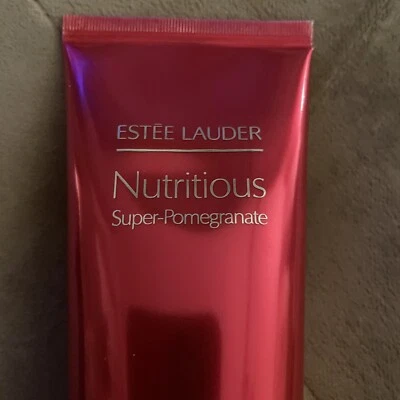 ESTĒE LAUDER
Nutritious
Super-Pomegranate